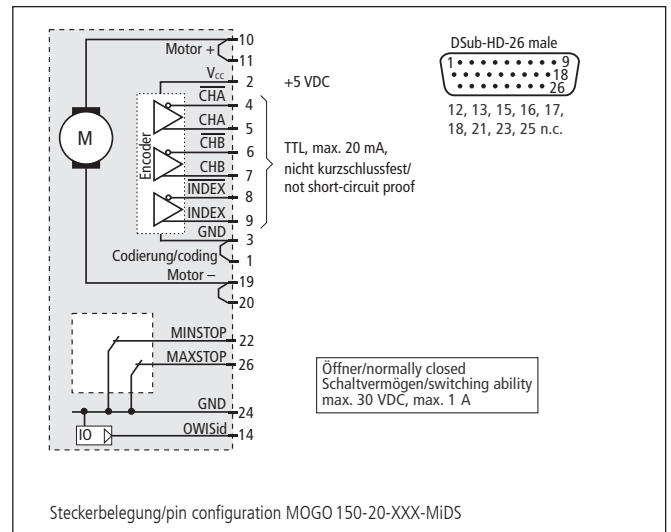 10
Motor +
11
Vcc
2
+5 VDC
CHA
4
CHA
5
CHB
6
CHB
7
INDEX
8
INDEX
9
GND
3
Codierung/coding
1
Motor –
19
20
M
Encoder
TTL, max. 20 mA,
nicht kurzschlussfest/
not short-circuit proof
DSub-HD-26 male
1 9
18
26
12, 13, 15, 16, 17,
18, 21, 23, 25 n.c.
MINSTOP
22
MAXSTOP
26
GND
24
IO
OWISid
14
Öffner/normally closed
Schaltvermögen/switching ability
max. 30 VDC, max. 1 A
Steckerbelegung/pin configuration MOGO 150-20-XXX-MiDS